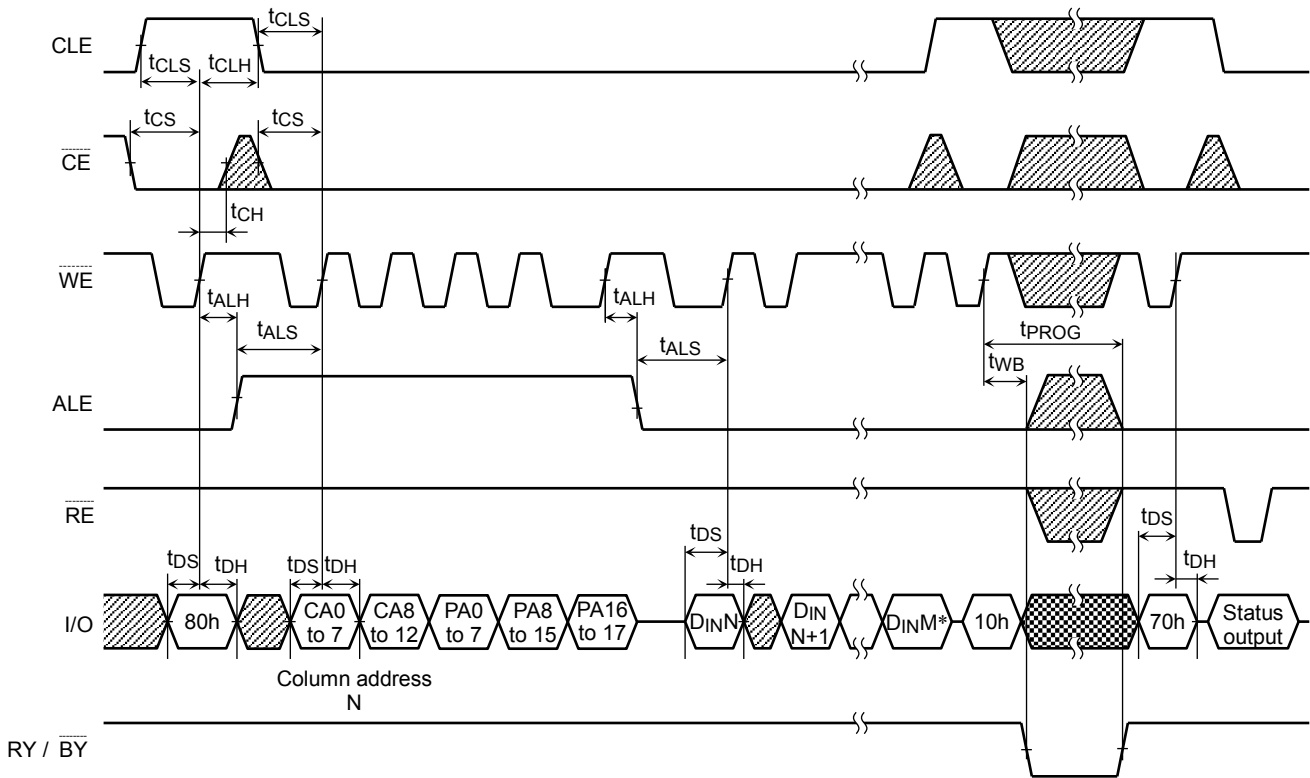 CLE
tCLS
tCLS
tCLH
CE
tCS
tCS
tCH
WE
tALH
tALS
tALH
tALS
tPROG
tWB
ALE
RE
I/O
tDS
tDH
tDS
tDH
tDS
tDH
tDS
tDH
80h
CA0 to 7
CA8 to 12
PA0 to 7
PA8 to 15
PA16 to 17
DINN
DIN N+1
DINM*
10h
70h
Status output
Column address
N
RY / BY